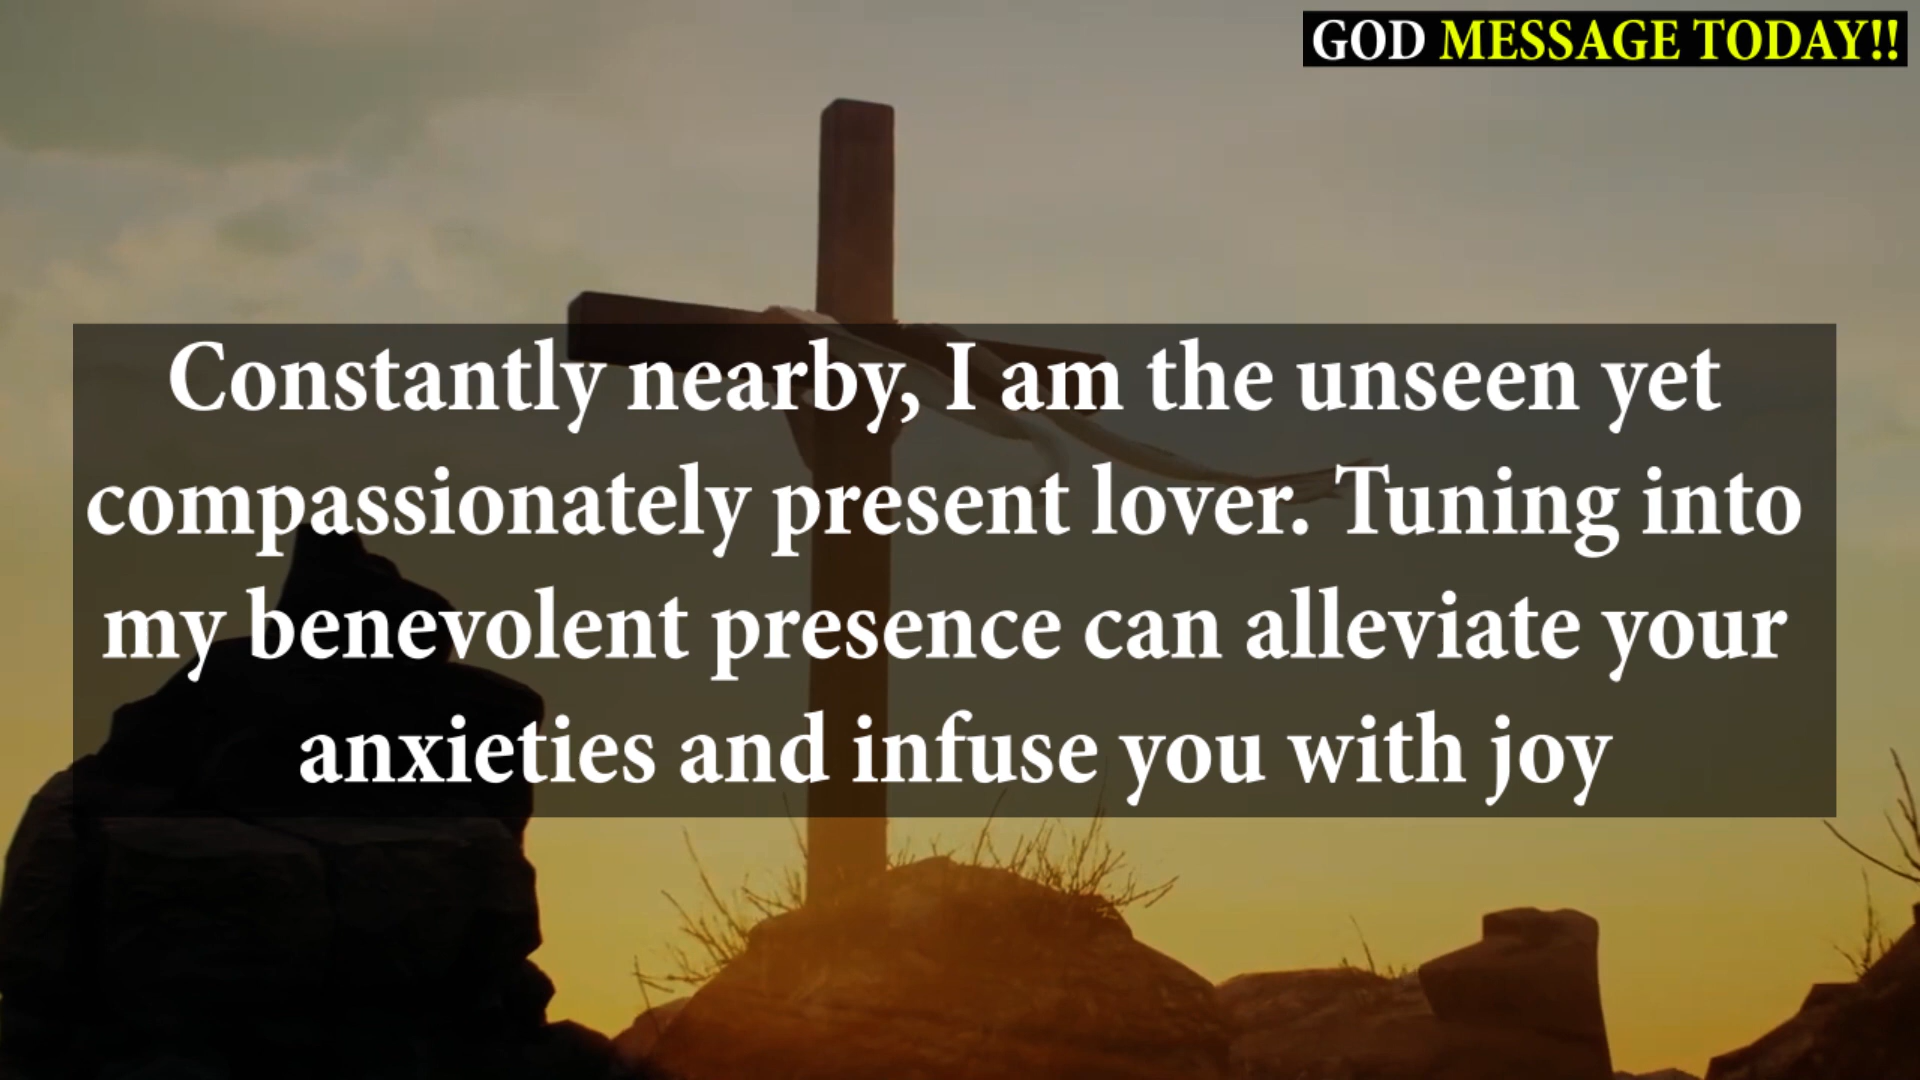 GOD MESSAGE TODAY!!
Constantly nearby, I am the unseen yet
compassionately present lover. Tuning into
my benevolent presence can alleviate your
anxieties and infuse you with joy